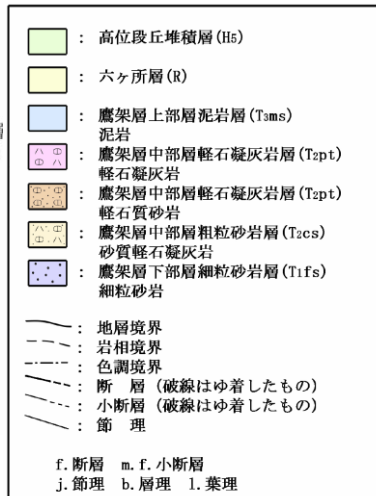 : 高位段丘堆積層(H5)
: 六ヶ所層(R)
: 鷹架層上部層泥岩層(T3ms)
泥岩
: 鷹架層中部層軽石凝灰岩層(T2pt)
軽石凝灰岩
: 鷹架層中部層軽石凝灰岩層(T2pt)
軽石質砂岩
: 鷹架層中部層粗粒砂岩層(T2cs)
砂質軽石凝灰岩
: 鷹架層下部層細粒砂岩層(T1fs)
細粒砂岩
: 地層境界
: 岩相境界
: 色調境界
: 断 層 (破線はゆ着したもの)
: 小断層 (破線はゆ着したもの)
: 節 理
f.断層 m.f.小断層
j.節理 b.層理 l.葉理